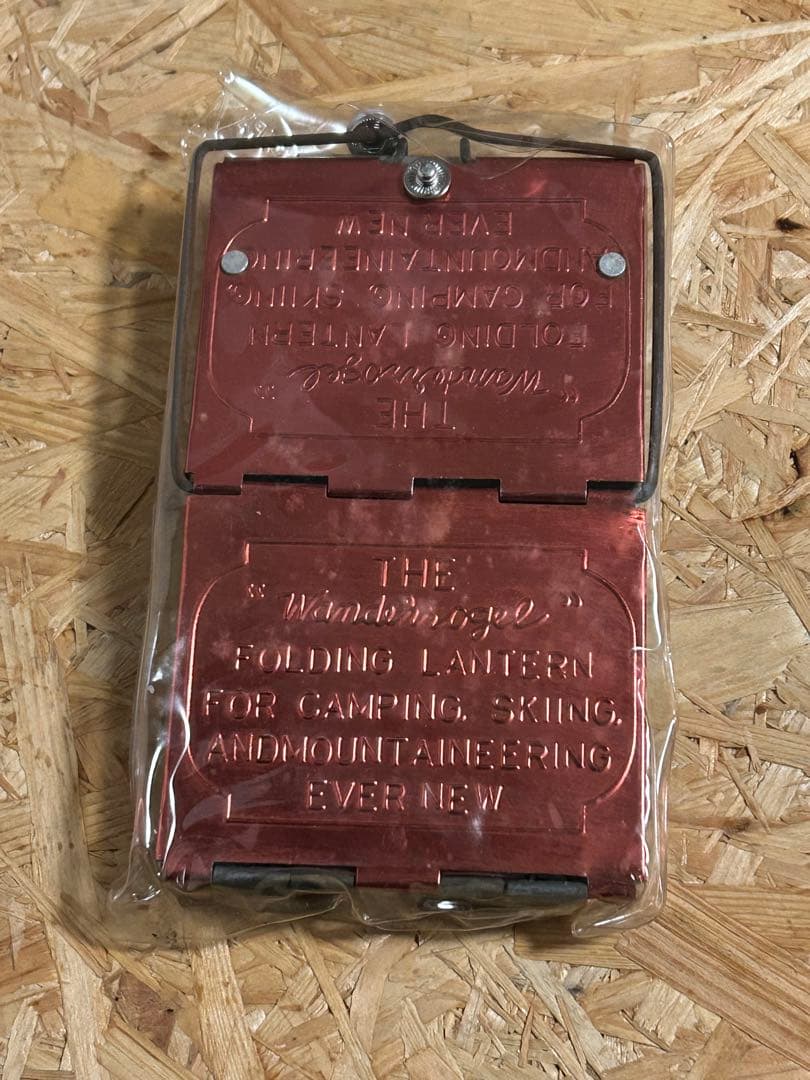 THE
"Wandervogel"
FOLDING LANTERN
FOR CAMPING. SKIING.
ANDMOUNTAINEERING
EVER NEW
THE
"Wandervogel"
FOLDING LANTERN
FOR CAMPING. SKIING.
ANDMOUNTAINEERING
EVER NEW